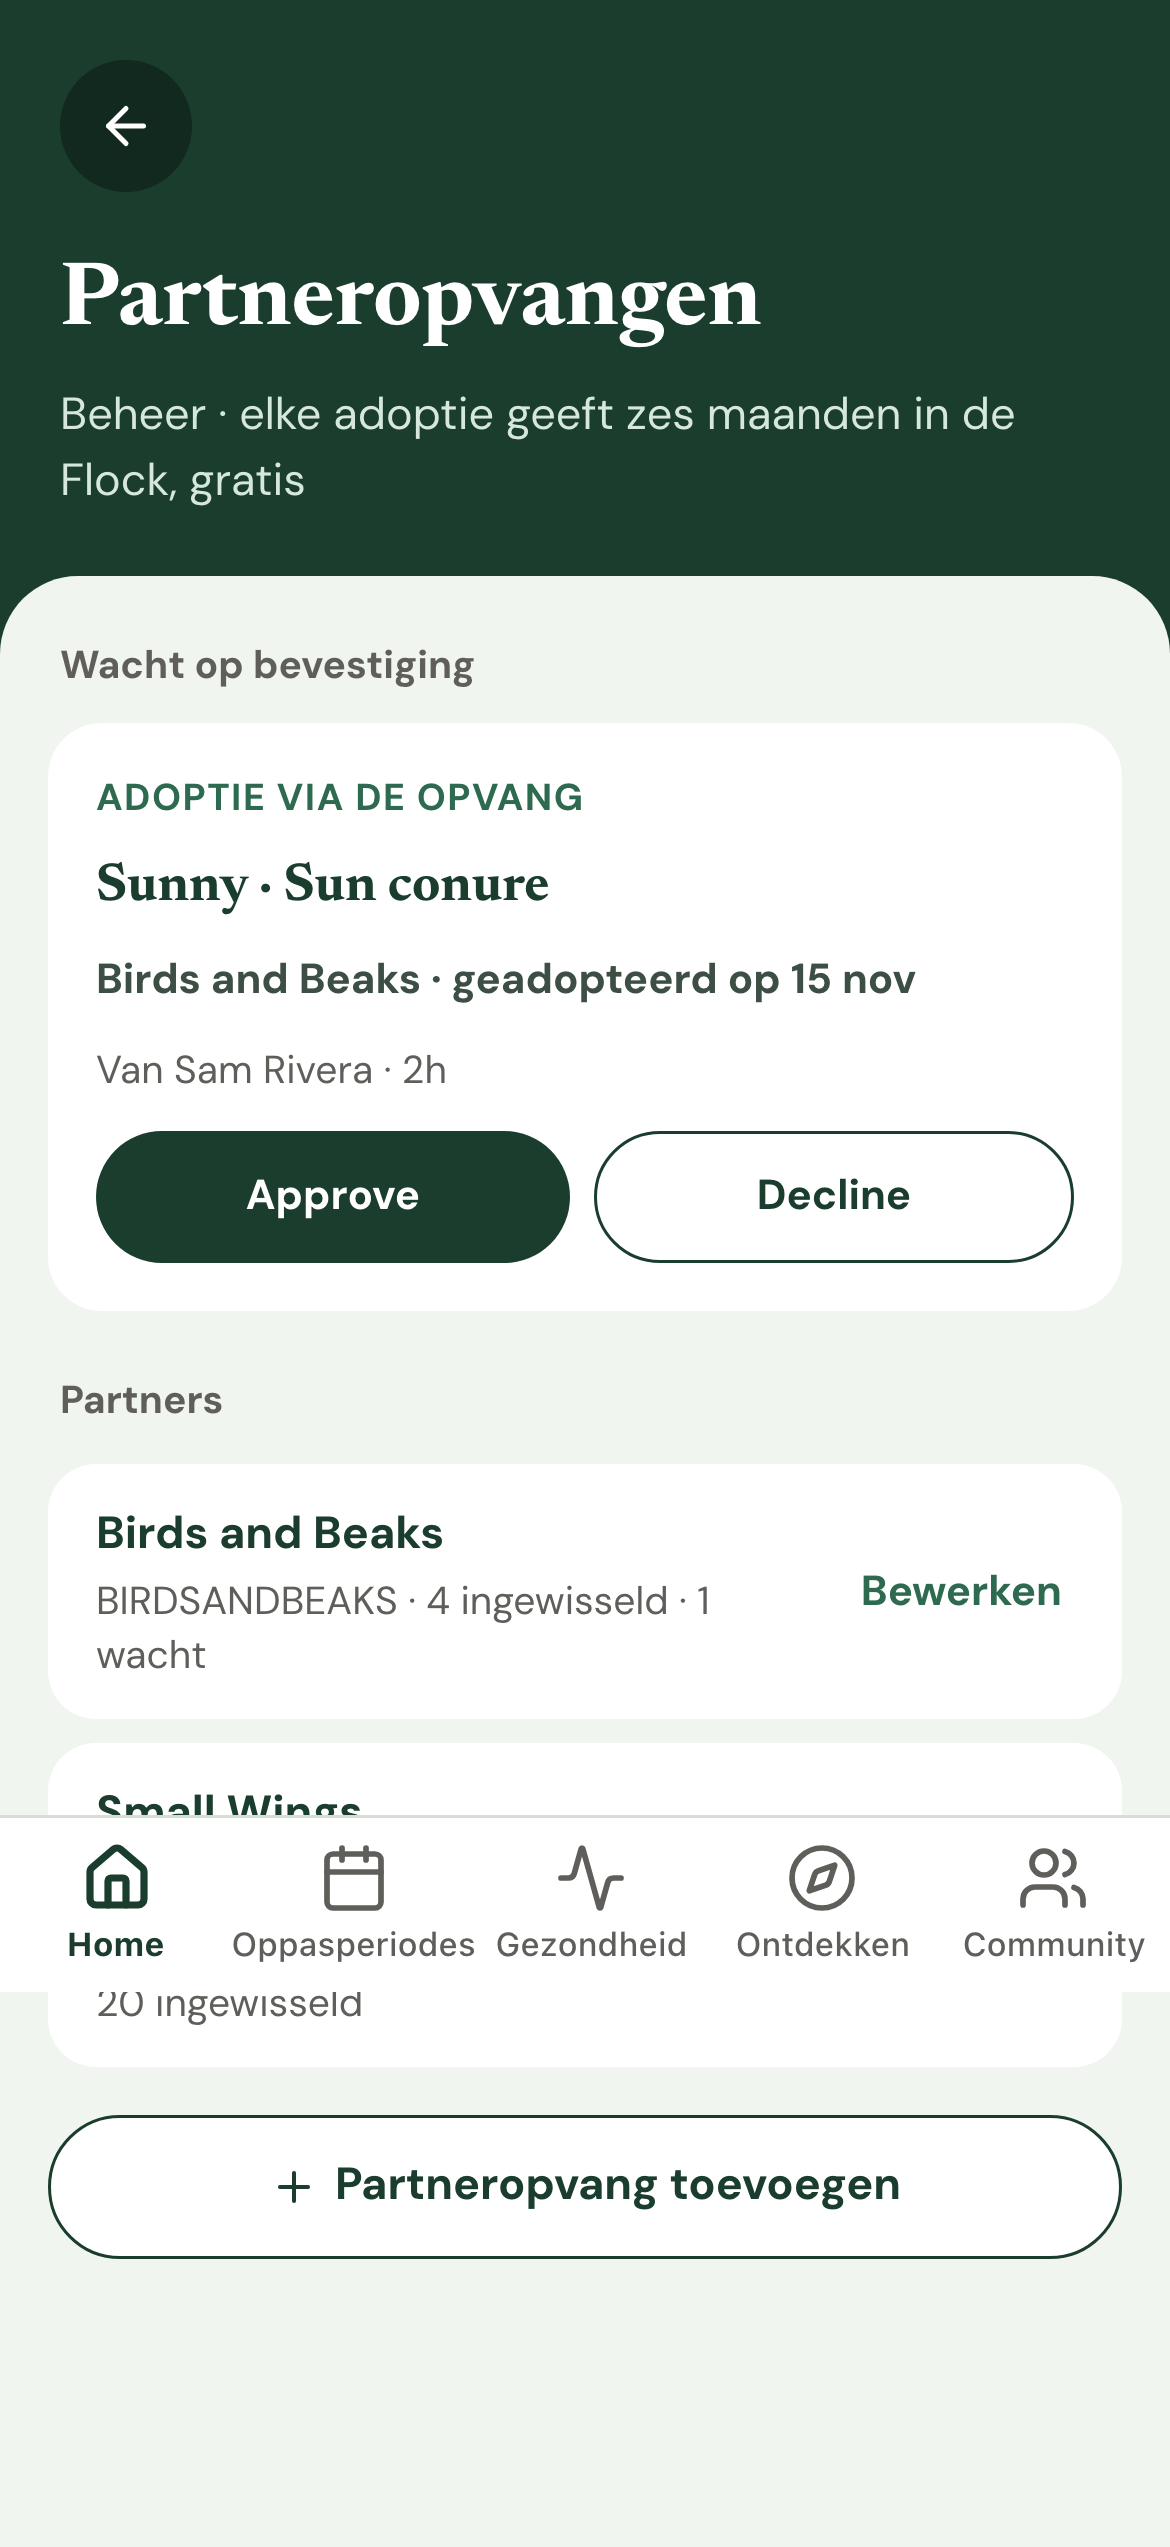 Partneropvangen
Beheer · elke adoptie geeft zes maanden in de
Flock, gratis
Wacht op bevestiging
ADOPTIE VIA DE OPVANG
Sunny · Sun conure
Birds and Beaks · geadopteerd op 15 nov
Van Sam Rivera · 2h
Approve
Decline
Partners
Birds and Beaks
BIRDSANDBEAKS · 4 ingewisseld · 1
wacht
Bewerken
Small Wings
Home
Oppasperiodes
Gezondheid
Ontdekken
Community
20 ingewisseld
+ Partneropvang toevoegen